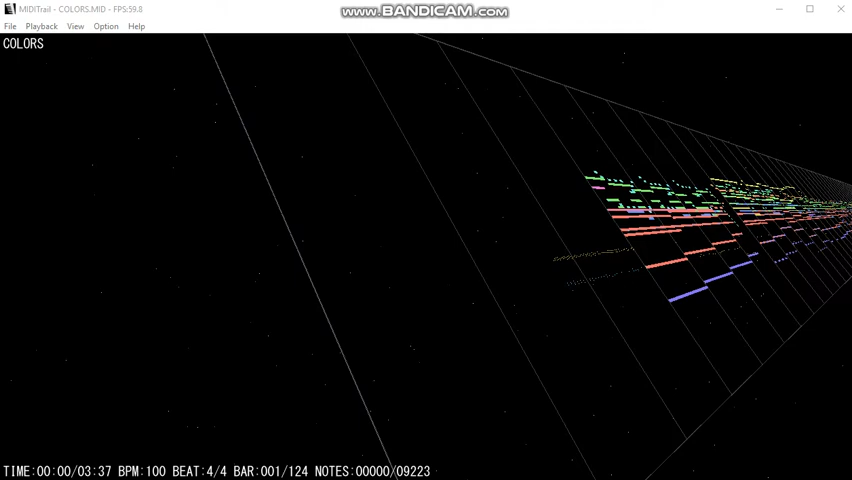 MIDITrail - COLORS.MID - FPS:59.8
www.BANDICAM.com
File Playback View Option Help
COLORS
TIME:00:00/03:37 BPM:100 BEAT:4/4 BAR:001/124 NOTES:00000/09223